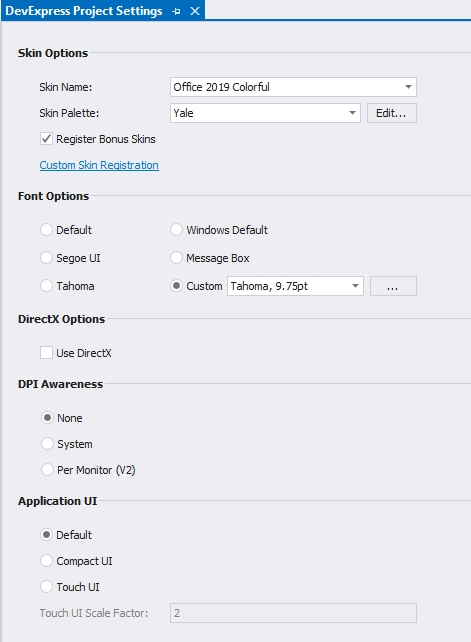 DevExpress Project Settings
Skin Options
Skin Name: Office 2019 Colorful
Skin Palette: Yale Edit...
Register Bonus Skins
Custom Skin Registration
Font Options
Default Windows Default
Segoe UI Message Box
Tahoma Custom Tahoma, 9.75pt ...
DirectX Options
Use DirectX
DPI Awareness
None
System
Per Monitor (V2)
Application UI
Default
Compact UI
Touch UI
Touch UI Scale Factor: 2